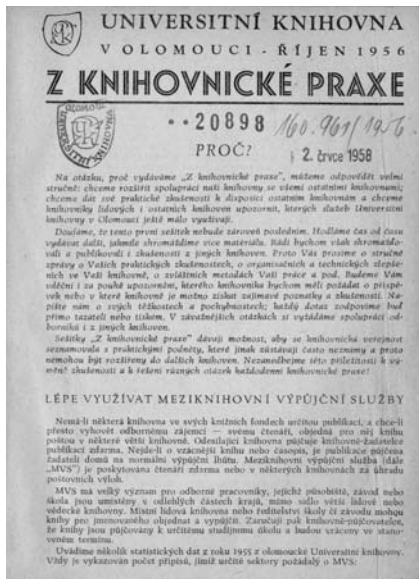 UNIVERSITNÍ KNIHOVNA
V OLOMOUCI - ŘÍJEN 1956
Z KNIHOVNICKÉ PRAXE
20898
160.961/1956
PROČ?
2. črvce 1958
Na otázku, proč vydáváme „Z knihovnické praxe", můžeme odpovědět velmi
stručně: chceme rozšířit spolupráci naší knihovny se všemi ostatními knihovnami;
chceme dát své praktické zkušenosti k disposici ostatním knihovnám a chceme
knihovníky lidových i ostatních knihoven upozornit, kterých služeb Universitní
knihovny v Olomouci ještě málo využívají.
Doufáme, že tento první sešitek nebude zároveň posledním. Hodláme čas od času
vydávat další, jakmile shromáždíme více materiálu. Rádi bychom však shromažďo-
vali a publikovali i zkušenosti z jiných knihoven. Proto Vás prosíme o stručné
zprávy o Vašich praktických zkušenostech, o organisačních a technických zlepše-
ních ve Vaší knihovně, o zvláštních metodách Vaší práce a pod. Budeme Vám
vděčni i za pouhé upozornění, kterého knihovníka bychom měli požádat o příspě-
vek nebo v které knihovně je možno získat zajímavé poznatky a zkušenosti. Na-
pište nám o svých těžkostech a pochybnostech; každý dotaz zodpovíme buď
přímo tazateli nebo tiskem. V závažnějších otázkách si vyžádáme spolupráci od-
borníků i z jiných knihoven.
Sešitky „Z knihovnické praxe" dávají možnost, aby se knihovnická veřejnost
seznamovala s praktickými podněty, které jinak zůstávají často neznámy a proto
nemohou být rozšířeny do dalších knihoven. Nezanedbejme této příležitosti k vý-
měně zkušeností a k řešení různých otázek každodenní knihovnické praxe!
LÉPE VYUŽÍVAT MEZIKNIHOVNÍ VÝPŮJČNÍ SLUŽBY
Nemá-li některá knihovna ve svých knižních fondech určitou publikaci, a chce-li
přesto vyhovět odbornému zájemci — svému čtenáři, objedná pro něj knihu
poštou v některé větší knihovně. Odesílající knihovna půjčuje knihovně-žadatelce
publikaci zdarma. Nejde-li o vzácnější knihu nebo časopis, je publikace půjčena
žadateli domů na normální výpůjční lhůtu. Meziknihovní výpůjční služba (dále
„MVS") je poskytována čtenáři zdarma nebo v některých knihovnách za úhradu
poštovních výloh.
MVS má velký význam pro odborné pracovníky, jejichž působiště, závod nebo
škola jsou umístěny v odlehlých částech krajů, mimo sídlo větší lidové nebo
vědecké knihovny. Místní lidová knihovna nebo ředitelství školy či závodu mohou
knihy pro jmenovaného objednat a vypůjčit. Zaručují pak knihovně-půjčovatelce,
že knihy jsou půjčovány k určitému studijnímu úkolu a budou vráceny ve stano-
veném termínu.
Uvádíme několik statistických dat z roku 1955 z olomoucké Universitní knihovny.
Vždy je vykazován počet přípisů, jimiž určité sektory požádaly o MVS: